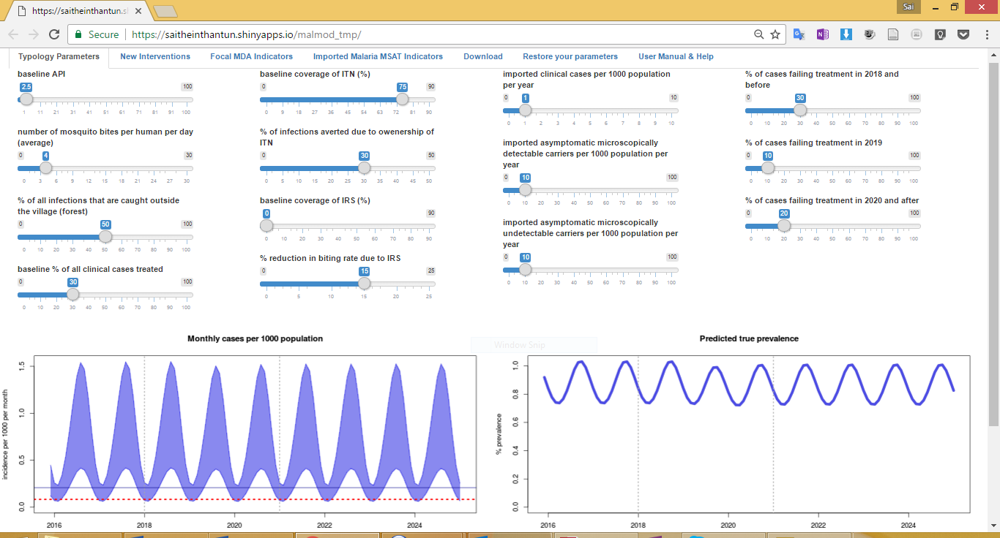 https://saitheinthantun.sh
Sai
Secure
https://saitheinthantun.shinyapps.io/malmod_tmp/
Typology Parameters New Interventions Focal MDA Indicators Imported Malaria MSAT Indicators Download Restore your parameters User Manual & Help
baseline API
2.5 100
1 11 21 31 41 51 61 71 81 91 100
number of mosquito bites per human per day
(average)
0 4 30
0 3 6 9 12 15 18 21 24 27 30
% of all infections that are caught outside
the village (forest)
0 50 100
0 10 20 30 40 50 60 70 80 90 100
baseline % of all clinical cases treated
0 30 100
0 10 20 30 40 50 60 70 80 90 100
baseline coverage of ITN (%)
0 75 90
0 9 18 27 36 45 54 63 72 81 90
% of infections averted due to owenership of
ITN
0 30 50
0 5 10 15 20 25 30 35 40 45 50
baseline coverage of IRS (%)
0 90
0 10 20 30 40 50 60 70 80 90
% reduction in biting rate due to IRS
0 15 25
0 5 10 15 20 25
imported clinical cases per 1000 population
per year
0 1 10
0 1 2 3 4 5 6 7 8 9 10
imported asymptomatic microscopically
detectable carriers per 1000 population per
year
0 10 100
0 10 20 30 40 50 60 70 80 90 100
imported asymptomatic microscopically
undetectable carriers per 1000 population per
year
0 10 100
0 10 20 30 40 50 60 70 80 90 100
% of cases failing treatment in 2018 and
before
0 30 100
0 10 20 30 40 50 60 70 80 90 100
% of cases failing treatment in 2019
0 10 100
0 10 20 30 40 50 60 70 80 90 100
% of cases failing treatment in 2020 and after
0 20 100
0 10 20 30 40 50 60 70 80 90 100
Window Snip
Monthly cases per 1000 population
incidence per 1000 per month
1.5
1.0
0.5
0.0
2016 2018 2020 2022 2024
Predicted true prevalence
% prevalence
1.0
0.8
0.6
0.4
0.2
0.0
2016 2018 2020 2022 2024